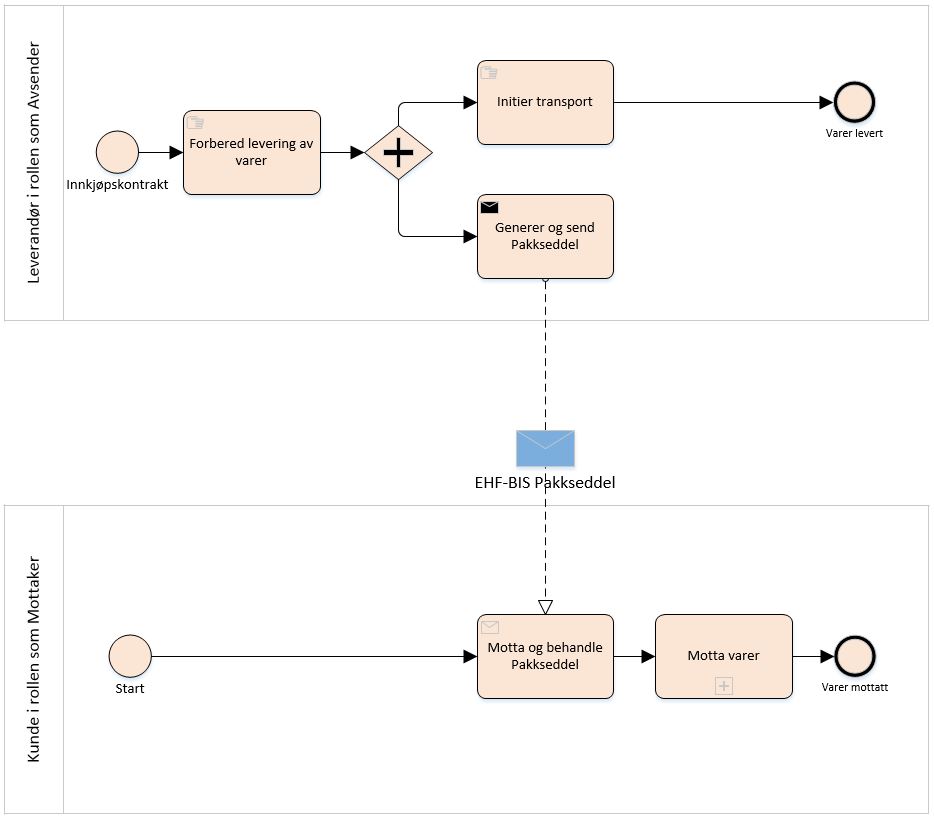 Leverandør i rollen som Avsender
Innkjøpskontrakt
Forbered levering av
varer
Initier transport
Varer levert
Generer og send
Pakkseddel
EHF-BIS Pakkseddel
Kunde i rollen som Mottaker
Start
Motta og behandle
Pakkseddel
Motta varer
Varer mottatt